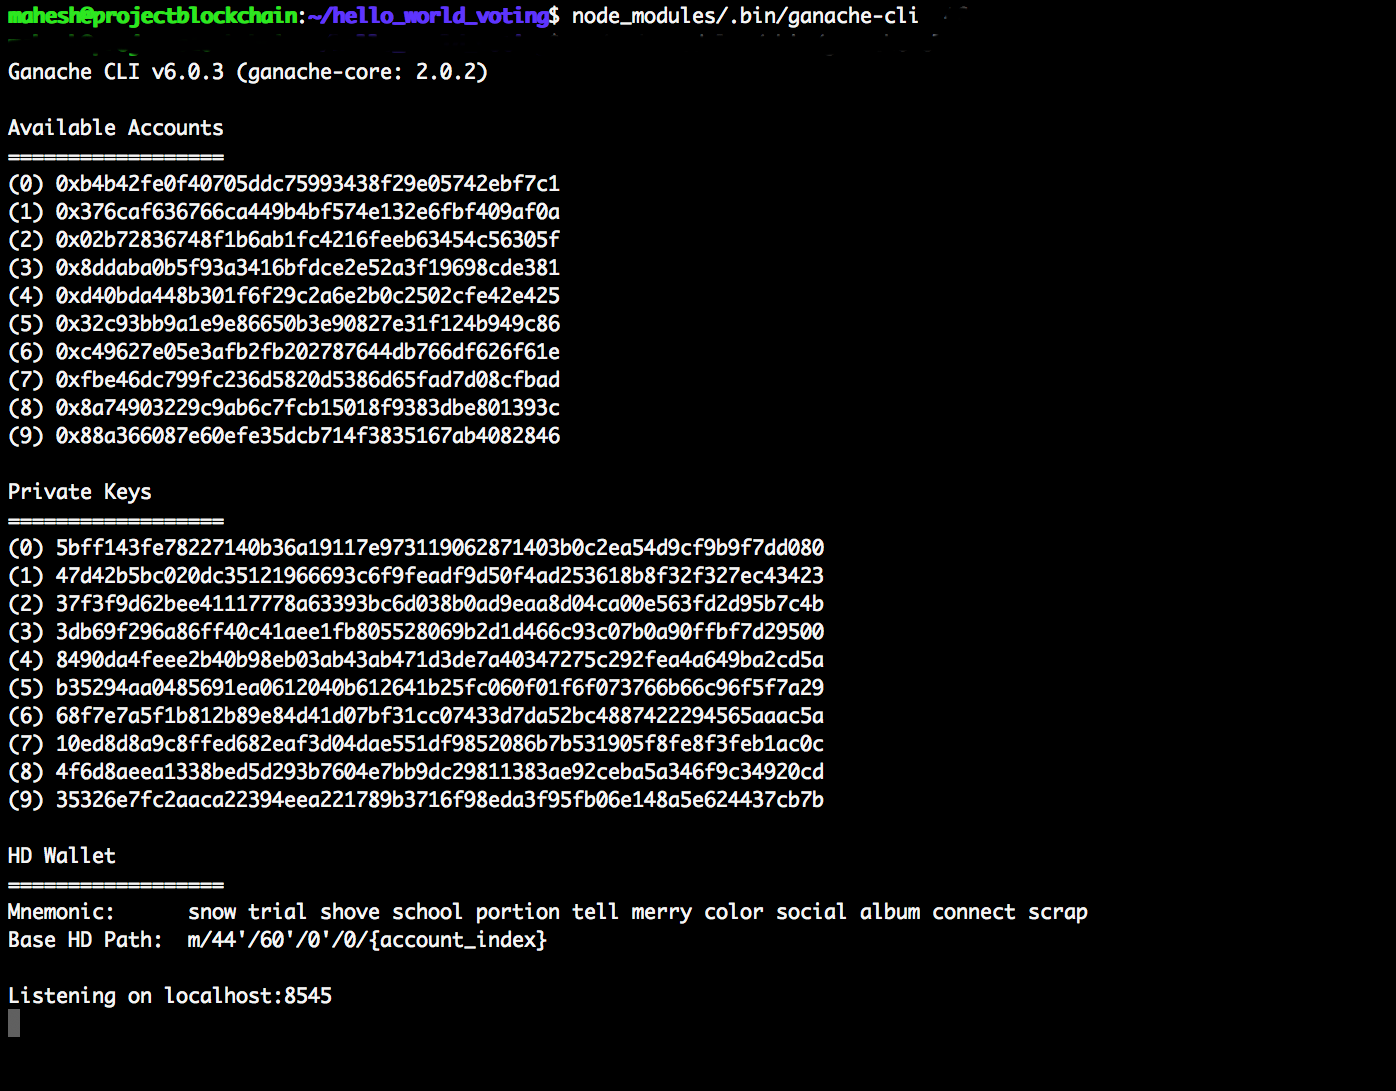 mahesh@projectblockchain:~/hello_world_voting$ node_modules/.bin/ganache-cli
Ganache CLI v6.0.3 (ganache-core: 2.0.2)
Available Accounts
==================
(0) 0xb4b42fe0f40705ddc75993438f29e05742ebf7c1
(1) 0x376caf636766ca449b4bf574e132e6fbf409af0a
(2) 0x02b72836748f1b6ab1fc4216feeb63454c56305f
(3) 0x8ddaba0b5f93a3416bfdce2e52a3f19698cde381
(4) 0xd40bda448b301f6f29c2a6e2b0c2502cfe42e425
(5) 0x32c93bb9a1e9e86650b3e90827e31f124b949c86
(6) 0xc49627e05e3afb2fb202787644db766df626f61e
(7) 0xfbe46dc799fc236d5820d5386d65fad7d08cfbad
(8) 0x8a74903229c9ab6c7fcb15018f9383dbe801393c
(9) 0x88a366087e60efe35dcb714f3835167ab4082846
Private Keys
==================
(0) 5bff143fe78227140b36a19117e973119062871403b0c2ea54d9cf9b9f7dd080
(1) 47d42b5bc020dc35121966693c6f9feadf9d50f4ad253618b8f32f327ec43423
(2) 37f3f9d62bee41117778a63393bc6d038b0ad9eaa8d04ca00e563fd2d95b7c4b
(3) 3db69f296a86ff40c41aee1fb805528069b2d1d466c93c07b0a90ffbf7d29500
(4) 8490da4feee2b40b98eb03ab43ab471d3de7a40347275c292fea4a649ba2cd5a
(5) b35294aa0485691ea0612040b612641b25fc060f01f6f073766b66c96f5f7a29
(6) 68f7e7a5f1b812b89e84d41d07bf31cc07433d7da52bc4887422294565aaac5a
(7) 10ed8d8a9c8ffed682eaf3d04dae551df9852086b7b531905f8fe8f3feb1ac0c
(8) 4f6d8aeea1338bed5d293b7604e7bb9dc29811383ae92ceba5a346f9c34920cd
(9) 35326e7fc2aaca22394eea221789b3716f98eda3f95fb06e148a5e624437cb7b
HD Wallet
==================
Mnemonic:      snow trial shove school portion tell merry color social album connect scrap
Base HD Path:  m/44'/60'/0'/0/{account_index}
Listening on localhost:8545